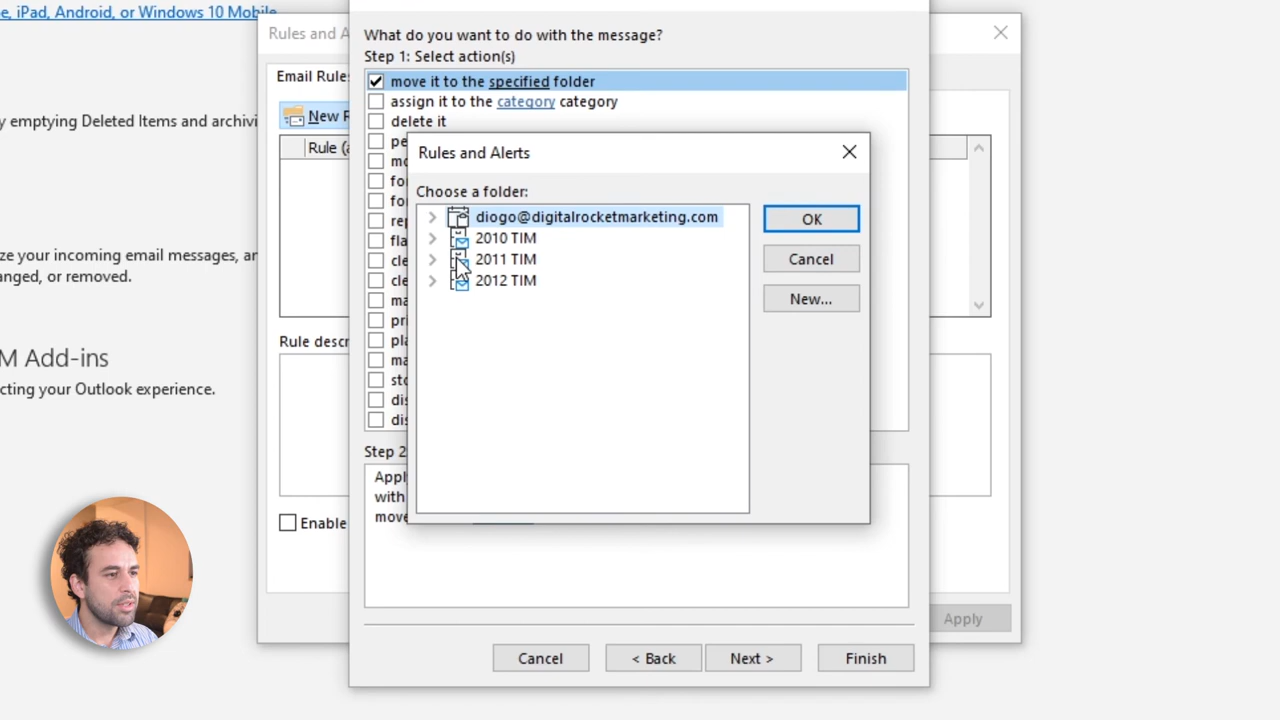 e, iPad, Android, or Windows 10 Mobile.
Rules and A
Email Rules
New R
y emptying Deleted Items and archivi
Rule (a
ze your incoming email messages, an
anged, or removed.
Rule descr
M Add-ins
cting your Outlook experience.
Enable
Apply
What do you want to do with the message?
Step 1: Select action(s)
move it to the specified folder
assign it to the category category
delete it
pe
mo
fo
fo
rep
fla
cle
cle
ma
pri
pla
ma
sto
dis
dis
Step 2
Appl
with
move
Cancel
< Back
Next >
Finish
Rules and Alerts
Choose a folder:
diogo@digitalrocketmarketing.com
2010 TIM
2011 TIM
2012 TIM
OK
Cancel
New...